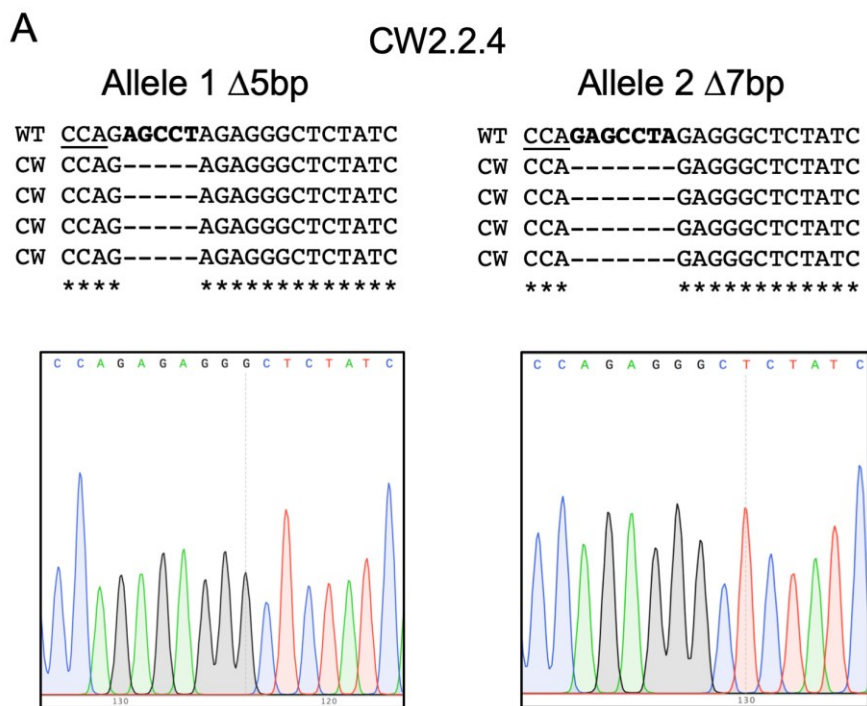 A
CW2.2.4
Allele 1 Δ5bp
WT CCAGAGCCTAGAGGGCTCTATC
CW CCAG-----AGAGGGCTCTATC
CW CCAG-----AGAGGGCTCTATC
CW CCAG-----AGAGGGCTCTATC
CW CCAG-----AGAGGGCTCTATC
**** *************
C C A G A G A G G G C T C T A T C
130 120
Allele 2 Δ7bp
WT CCAGAGCCTAGAGGGCTCTATC
CW CCA-------GAGGGCTCTATC
CW CCA-------GAGGGCTCTATC
CW CCA-------GAGGGCTCTATC
CW CCA-------GAGGGCTCTATC
*** ************
C C A G A G G G C T C T A T C
130